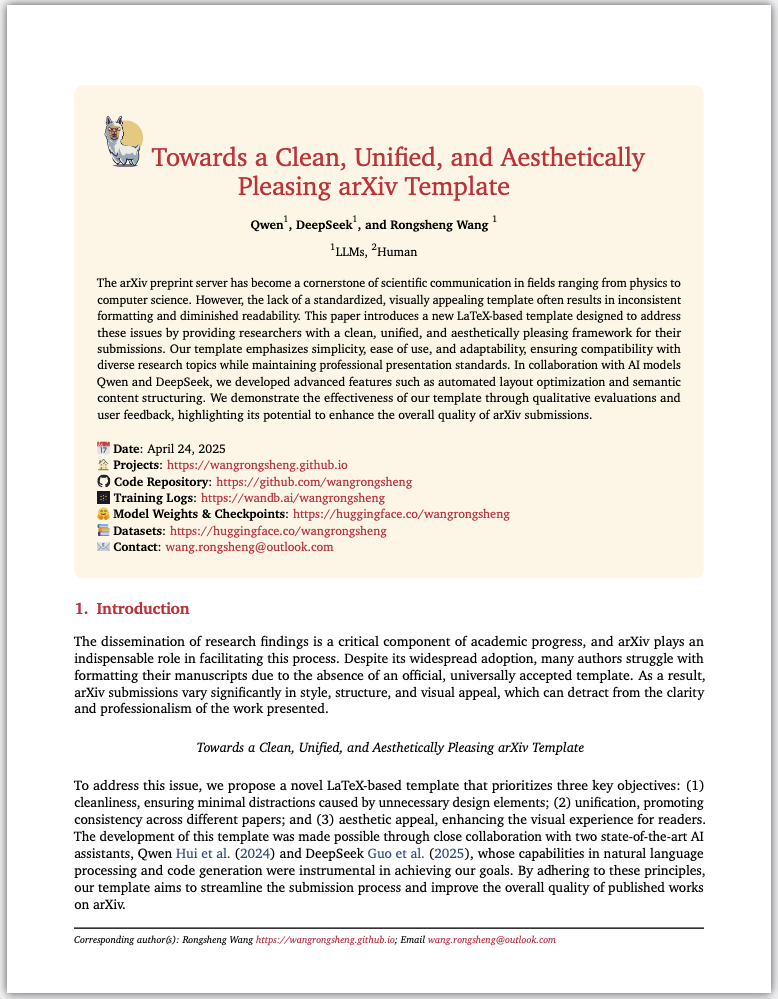 Towards a Clean, Unified, and Aesthetically
Pleasing arXiv Template
Qwen1, DeepSeek1, and Rongsheng Wang 1
1LLMs, 2Human
The arXiv preprint server has become a cornerstone of scientific communication in fields ranging from physics to
computer science. However, the lack of a standardized, visually appealing template often results in inconsistent
formatting and diminished readability. This paper introduces a new LaTeX-based template designed to address
these issues by providing researchers with a clean, unified, and aesthetically pleasing framework for their
submissions. Our template emphasizes simplicity, ease of use, and adaptability, ensuring compatibility with
diverse research topics while maintaining professional presentation standards. In collaboration with AI models
Qwen and DeepSeek, we developed advanced features such as automated layout optimization and semantic
content structuring. We demonstrate the effectiveness of our template through qualitative evaluations and
user feedback, highlighting its potential to enhance the overall quality of arXiv submissions.
Date: April 24, 2025
Projects: https://wangrongsheng.github.io
Code Repository: https://github.com/wangrongsheng
Training Logs: https://wandb.ai/wangrongsheng
Model Weights & Checkpoints: https://huggingface.co/wangrongsheng
Datasets: https://huggingface.co/wangrongsheng
Contact: wang.rongsheng@outlook.com
1. Introduction
The dissemination of research findings is a critical component of academic progress, and arXiv plays an
indispensable role in facilitating this process. Despite its widespread adoption, many authors struggle with
formatting their manuscripts due to the absence of an official, universally accepted template. As a result,
arXiv submissions vary significantly in style, structure, and visual appeal, which can detract from the clarity
and professionalism of the work presented.
Towards a Clean, Unified, and Aesthetically Pleasing arXiv Template
To address this issue, we propose a novel LaTeX-based template that prioritizes three key objectives: (1)
cleanliness, ensuring minimal distractions caused by unnecessary design elements; (2) unification, promoting
consistency across different papers; and (3) aesthetic appeal, enhancing the visual experience for readers.
The development of this template was made possible through close collaboration with two state-of-the-art AI
assistants, Qwen Hui et al. (2024) and DeepSeek Guo et al. (2025), whose capabilities in natural language
processing and code generation were instrumental in achieving our goals. By adhering to these principles,
our template aims to streamline the submission process and improve the overall quality of published works
on arXiv.
Corresponding author(s): Rongsheng Wang https://wangrongsheng.github.io; Email wang.rongsheng@outlook.com